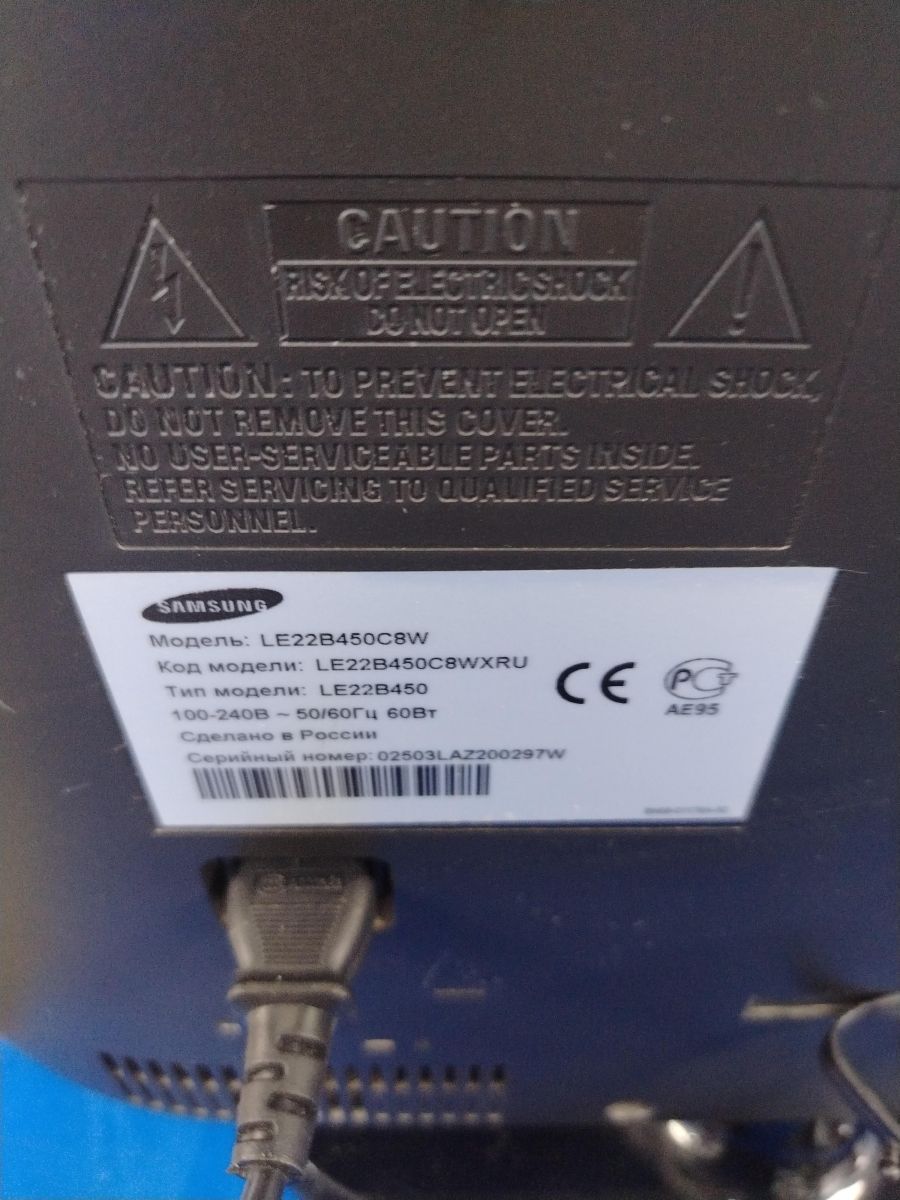 CAUTION
RISK OF ELECTRIC SHOCK
DO NOT OPEN
CAUTION: TO PREVENT ELECTRICAL SHOCK,
DO NOT REMOVE THIS COVER.
NO USER-SERVICEABLE PARTS INSIDE.
REFER SERVICING TO QUALIFIED SERVICE
PERSONNEL.
SAMSUNG
Модель: LE22B450C8W
Код модели: LE22B450C8WXRU
Тип модели: LE22B450
100-240В ~ 50/60Гц 60Вт
Сделано в России
Серийный номер: 02503LAZ200297W
CE
РСТ
АЕ95